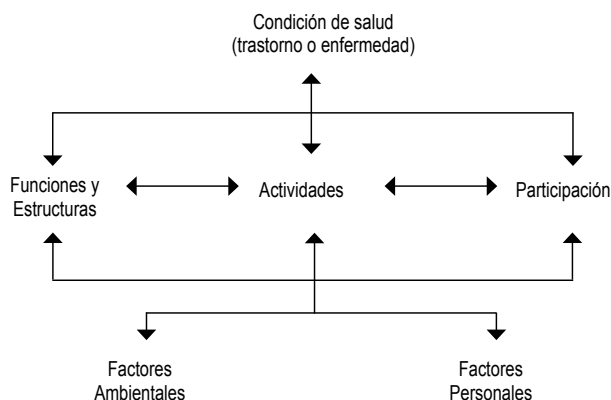 Condición de salud
(trastorno o enfermedad)
Funciones y
Estructuras
Actividades
Participación
Factores
Ambientales
Factores
Personales